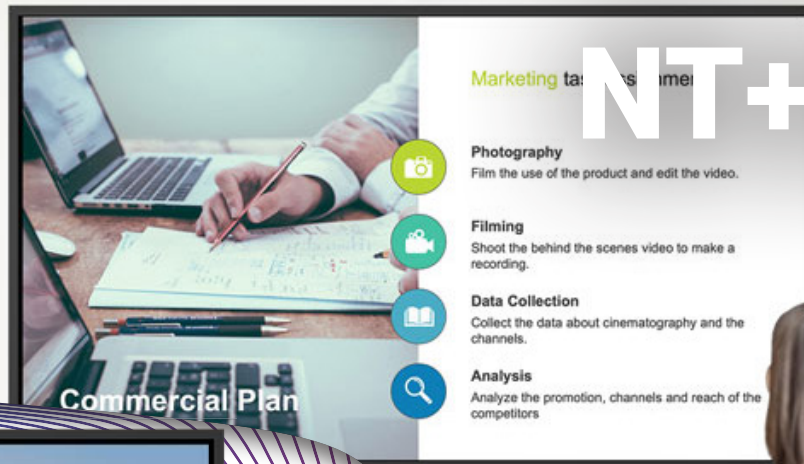 NT+
Marketing
Photography
Film the use of the product and edit the video.
Filming
Shoot the behind the scenes video to make a
recording.
Data Collection
Collect the data about cinematography and the
channels.
Analysis
Analyze the promotion, channels and reach of the
competitors
Commercial Plan